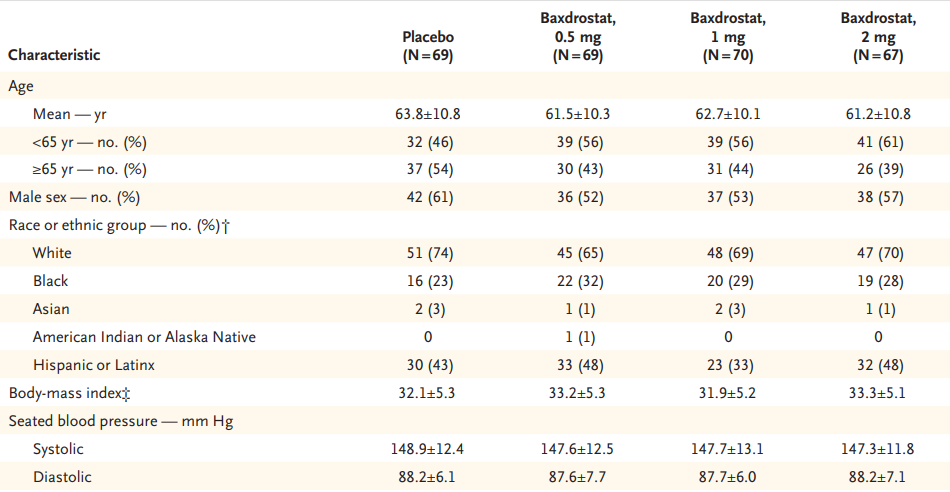 Characteristic Placebo (N=69) Baxdrostat, 0.5 mg (N=69) Baxdrostat, 1 mg (N=70) Baxdrostat, 2 mg (N=67)
Age
Mean — yr 63.8±10.8 61.5±10.3 62.7±10.1 61.2±10.8
<65 yr — no. (%) 32 (46) 39 (56) 39 (56) 41 (61)
≥65 yr — no. (%) 37 (54) 30 (43) 31 (44) 26 (39)
Male sex — no. (%) 42 (61) 36 (52) 37 (53) 38 (57)
Race or ethnic group — no. (%)†
White 51 (74) 45 (65) 48 (69) 47 (70)
Black 16 (23) 22 (32) 20 (29) 19 (28)
Asian 2 (3) 1 (1) 2 (3) 1 (1)
American Indian or Alaska Native 0 1 (1) 0 0
Hispanic or Latinx 30 (43) 33 (48) 23 (33) 32 (48)
Body-mass index‡ 32.1±5.3 33.2±5.3 31.9±5.2 33.3±5.1
Seated blood pressure — mm Hg
Systolic 148.9±12.4 147.6±12.5 147.7±13.1 147.3±11.8
Diastolic 88.2±6.1 87.6±7.7 87.7±6.0 88.2±7.1